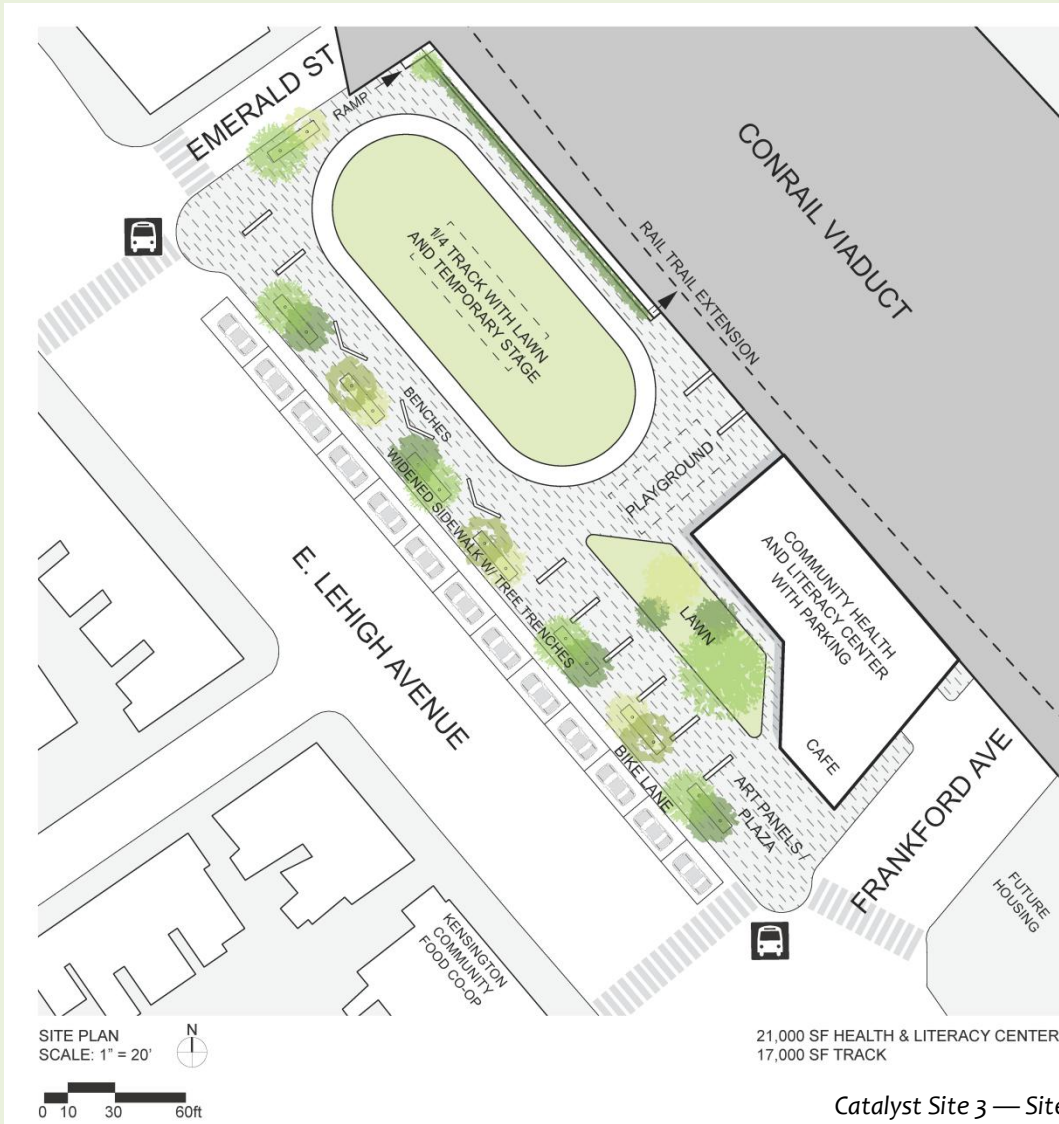 EMERALD ST
RAMP
CONRAIL VIADUCT
RAIL TRAIL EXTENSION
1/4 TRACK WITH LAWN
AND TEMPORARY STAGE
BENCHES
WIDENED SIDEWALK W/ TREE TRENCHES
PLAYGROUND
COMMUNITY HEALTH
AND LITERACY CENTER
WITH PARKING
LAWN
CAFE
E. LEHIGH AVENUE
BIKE LANE
ART PANELS /
PLAZA
FRANKFORD AVE
FUTURE
HOUSING
KENSINGTON
COMMUNITY
FOOD CO-OP
SITE PLAN
SCALE: 1" = 20'
N
0 10 30 60ft
21,000 SF HEALTH & LITERACY CENTER
17,000 SF TRACK
Catalyst Site 3 — Site